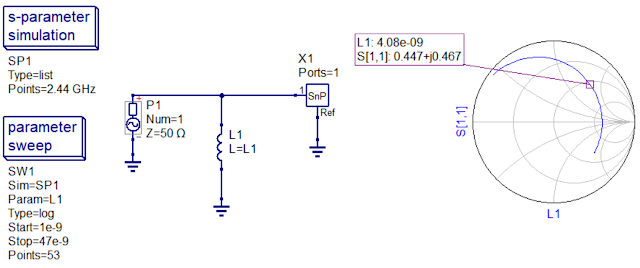 s-parameter
simulation
SP1
Type=list
Points=2.44 GHz
parameter
sweep
SW1
Sim=SP1
Param=L1
Type=log
Start=1e-9
Stop=47e-9
Points=53
P1
Num=1
Z=50 Ω
L1
L=L1
X1
Ports=1
1
SnP
Ref
L1: 4.08e-09
S[1,1]: 0.447+j0.467
S[1,1]
L1